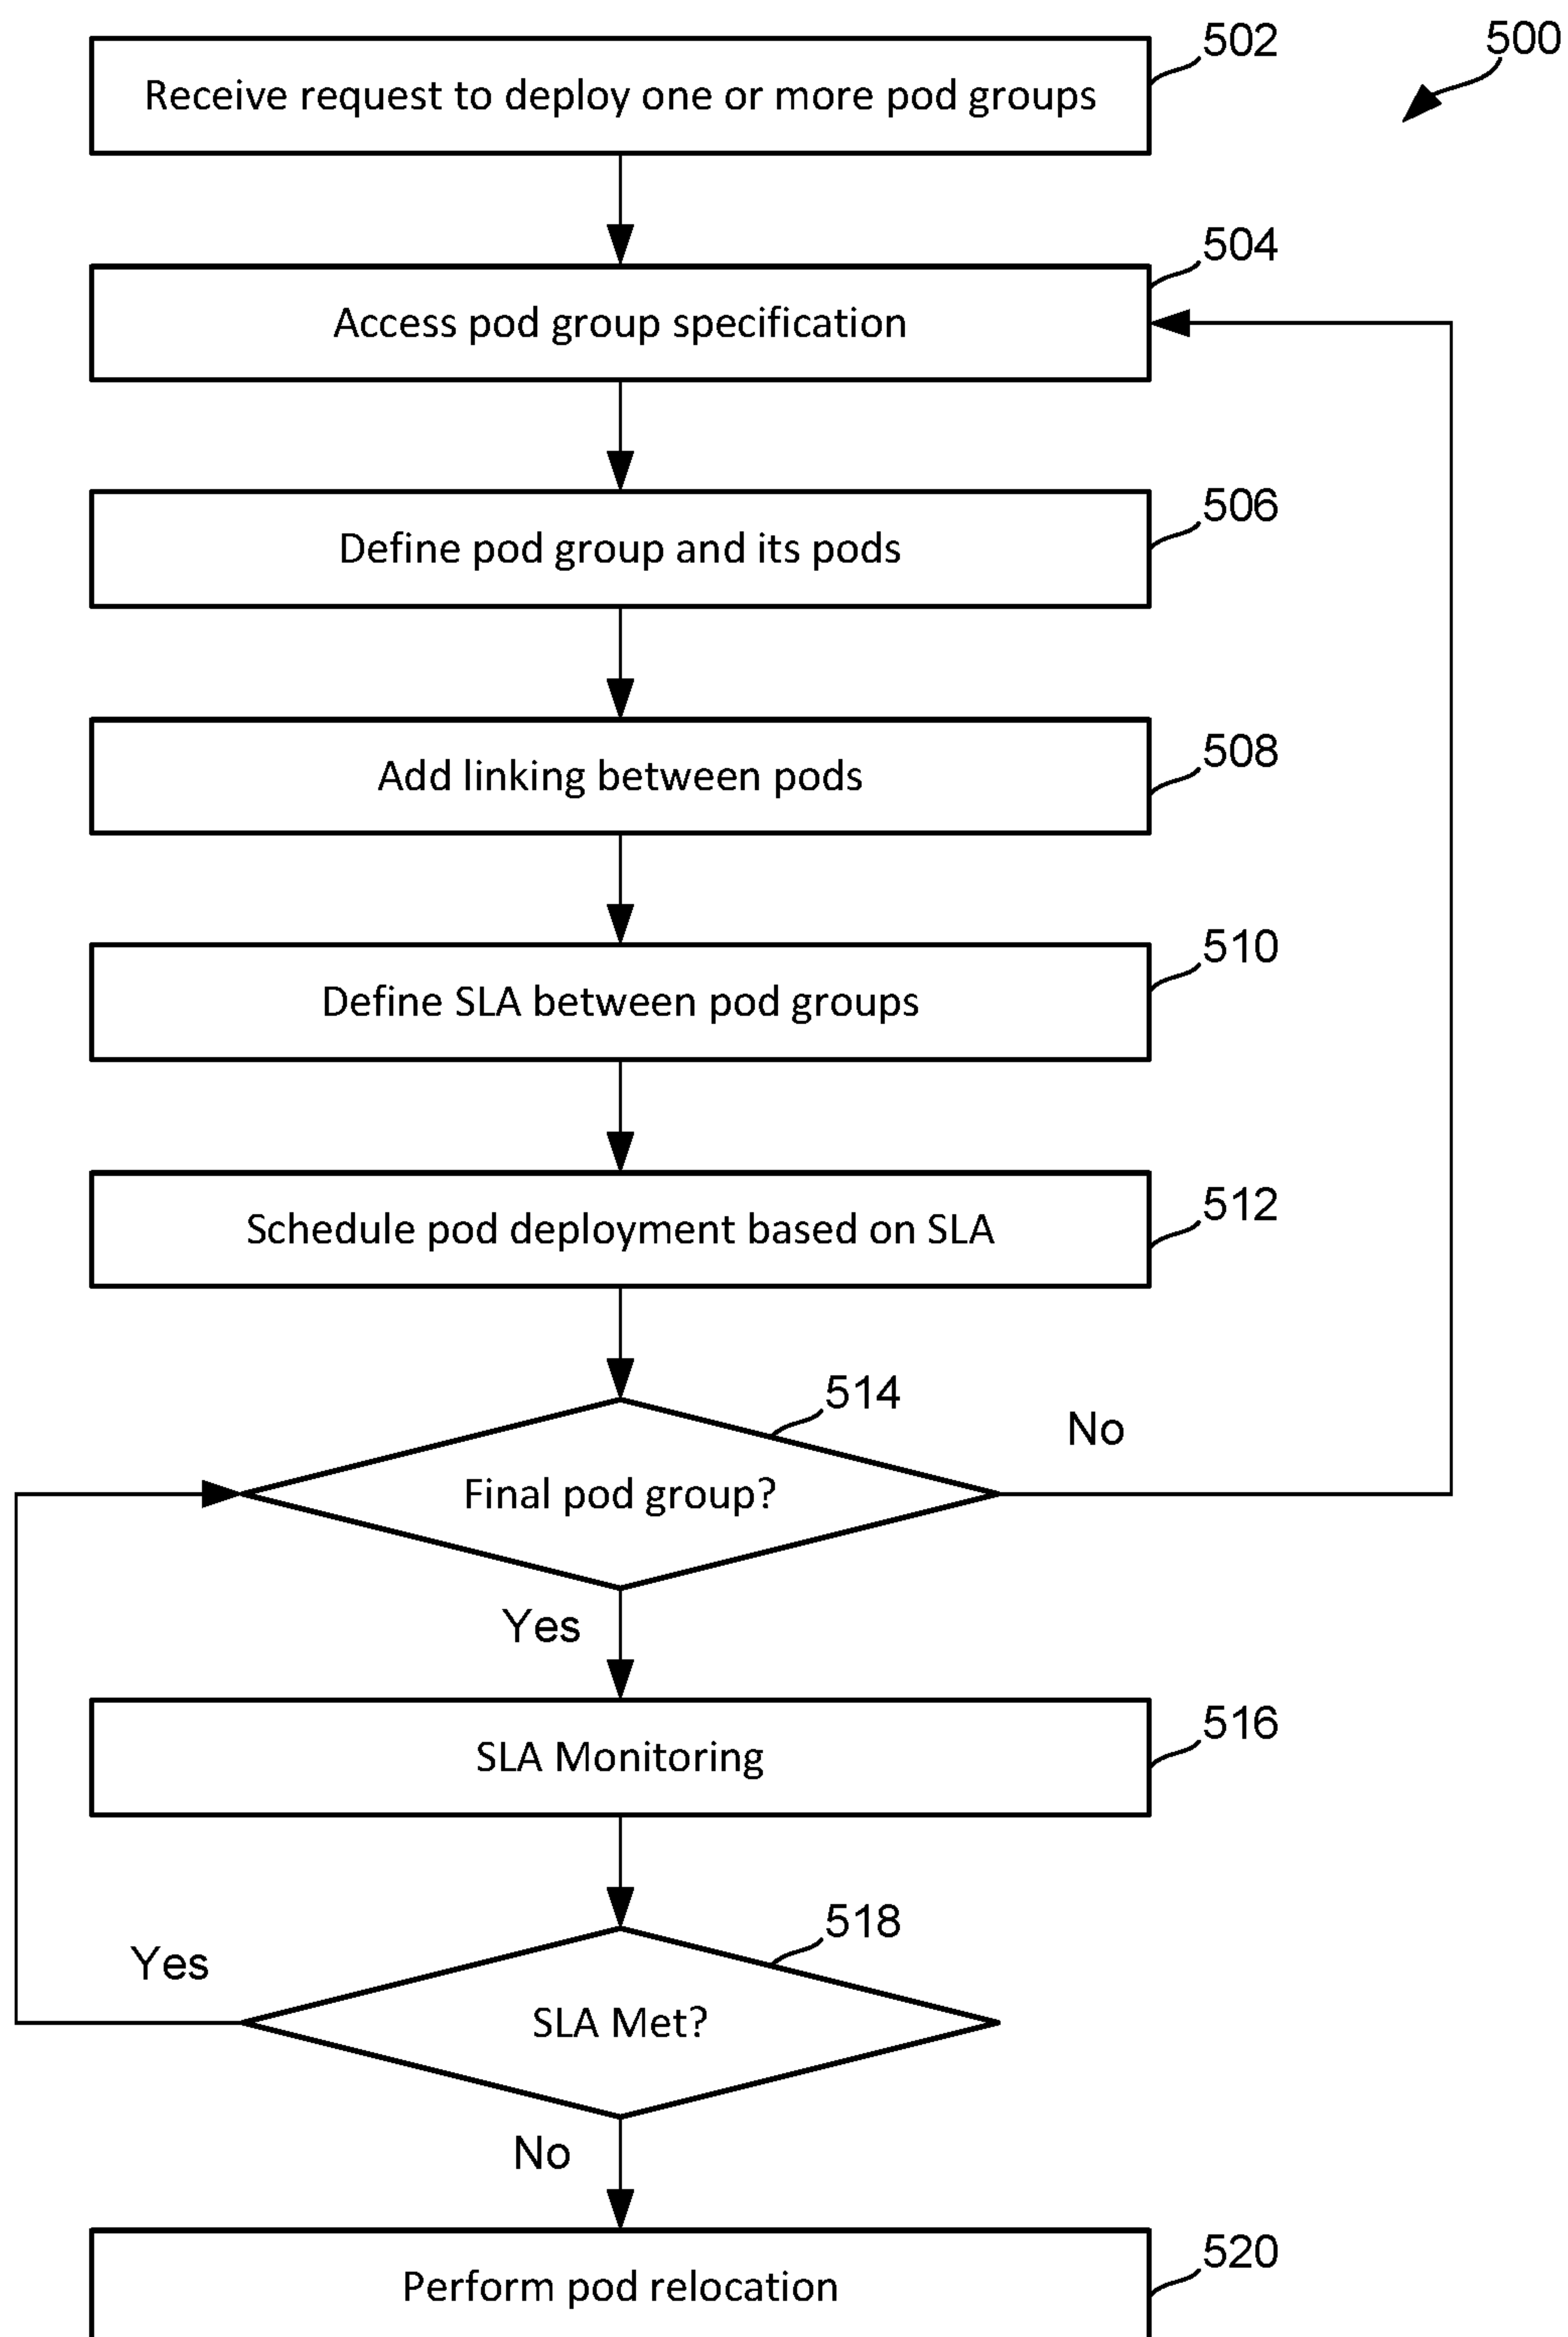 502
500
Receive request to deploy one or more pod groups
504
Access pod group specification
506
Define pod group and its pods
508
Add linking between pods
510
Define SLA between pod groups
512
Schedule pod deployment based on SLA
514
No
Final pod group?
Yes
516
SLA Monitoring
518
Yes
SLA Met?
No
520
Perform pod relocation